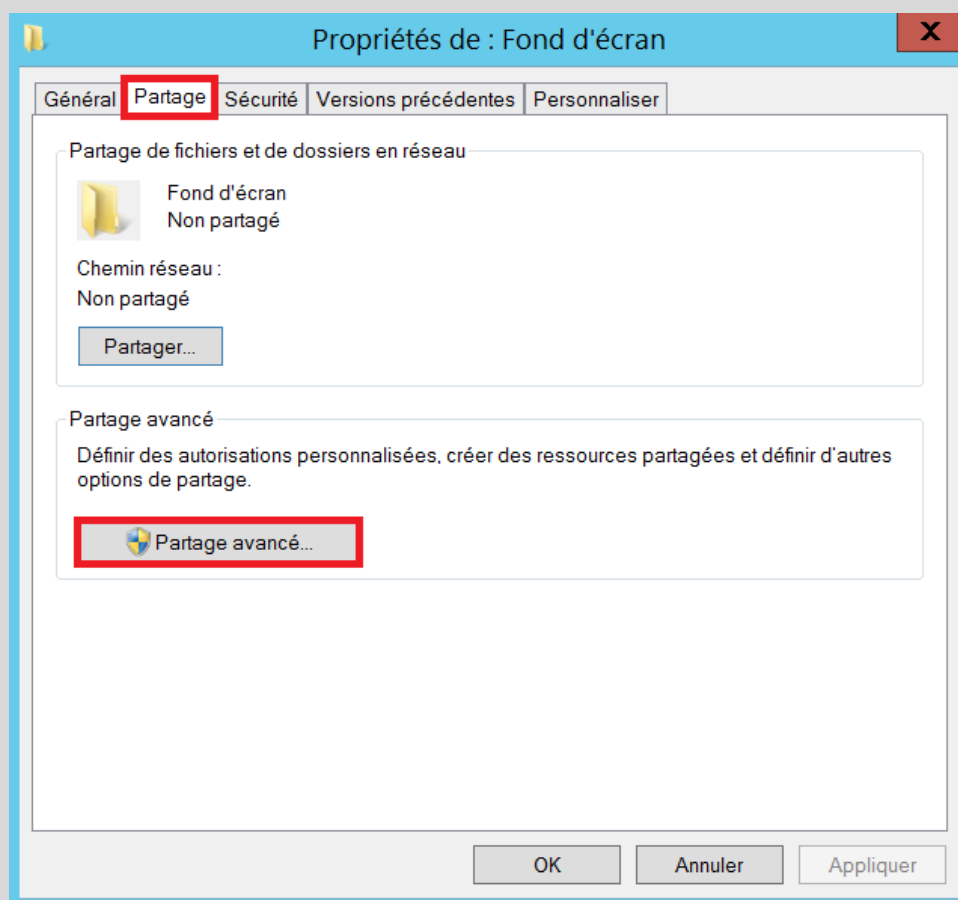 Propriétés de : Fond d'écran
X
Général Partage Sécurité Versions précédentes Personnaliser
Partage de fichiers et de dossiers en réseau
Fond d'écran
Non partagé
Chemin réseau :
Non partagé
Partager...
Partage avancé
Définir des autorisations personnalisées, créer des ressources partagées et définir d'autres
options de partage.
Partage avancé...
OK Annuler Appliquer